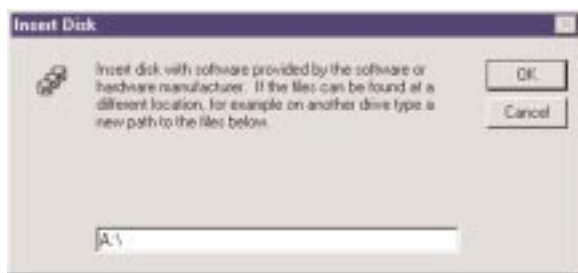 Insert Disk
Insert disk with software provided by the software or
hardware manufacturer. If the files can be found at a
different location, for example on another drive type a
new path to the files below.
OK
Cancel
A:\